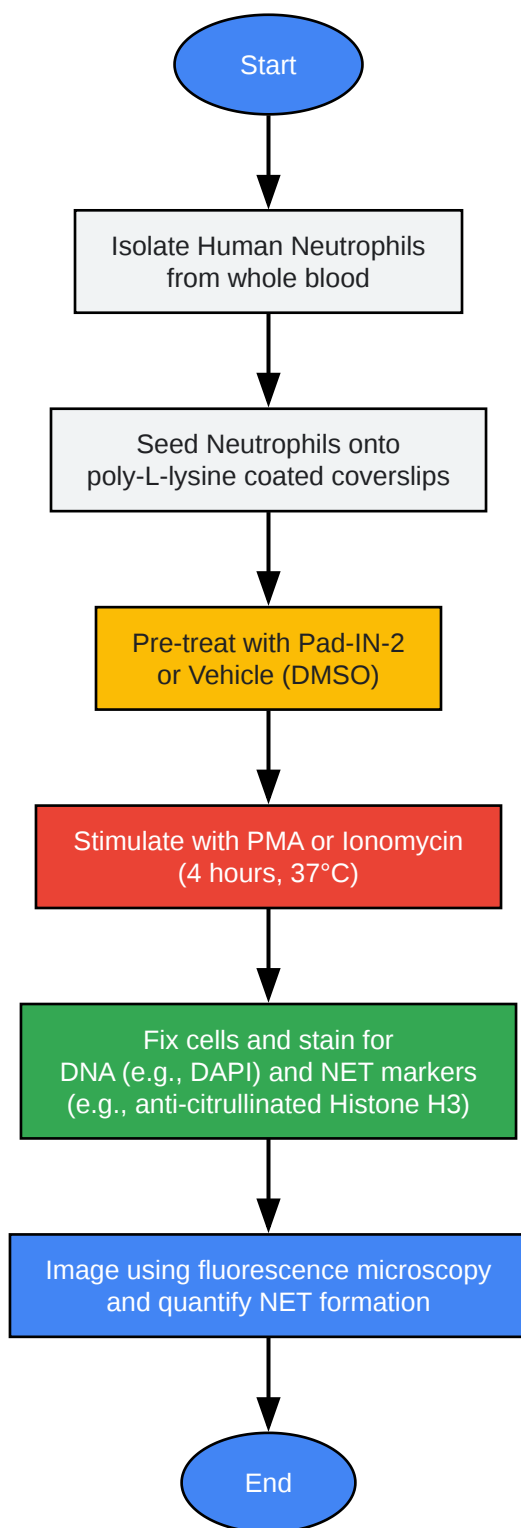 Start
Isolate Human Neutrophils
from whole blood
Seed Neutrophils onto
poly-L-lysine coated coverslips
Pre-treat with Pad-IN-2
or Vehicle (DMSO)
Stimulate with PMA or Ionomycin
(4 hours, 37°C)
Fix cells and stain for
DNA (e.g., DAPI) and NET markers
(e.g., anti-citrullinated Histone H3)
Image using fluorescence microscopy
and quantify NET formation
End